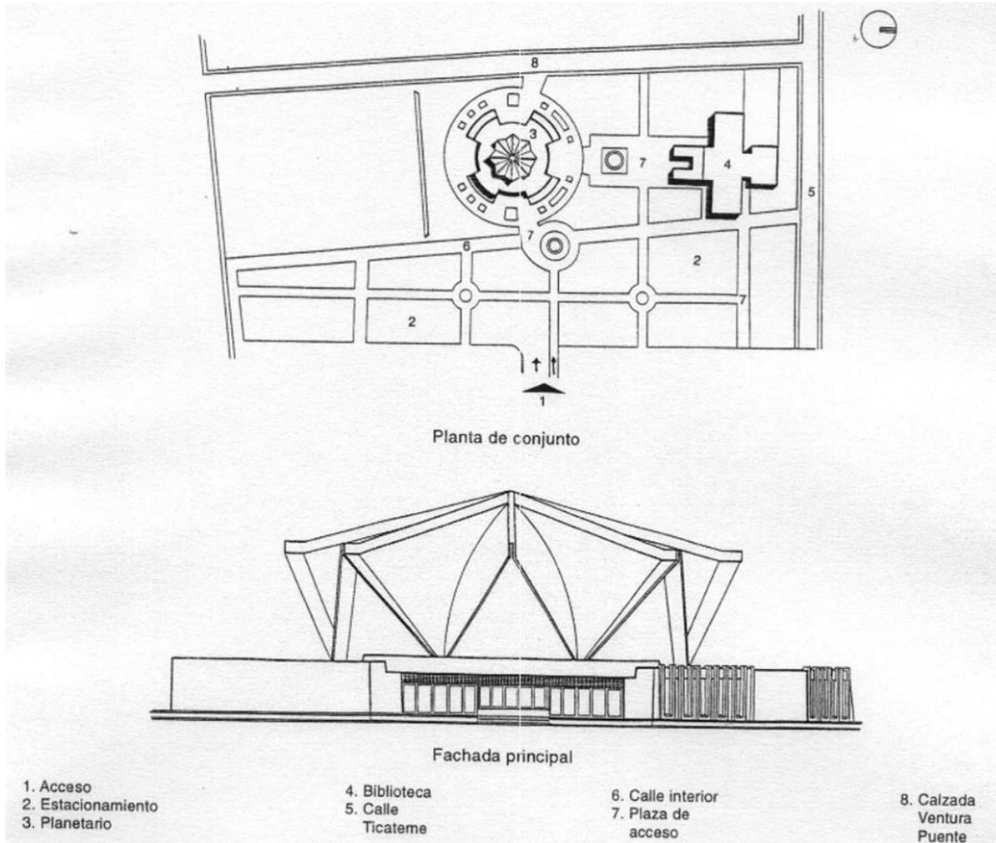 8
3
7
4
5
7
6
2
7
2
1
Planta de conjunto
Fachada principal
1. Acceso
2. Estacionamiento
3. Planetario
4. Biblioteca
5. Calle
Ticateme
6. Calle interior
7. Plaza de
acceso
8. Calzada
Ventura
Puente